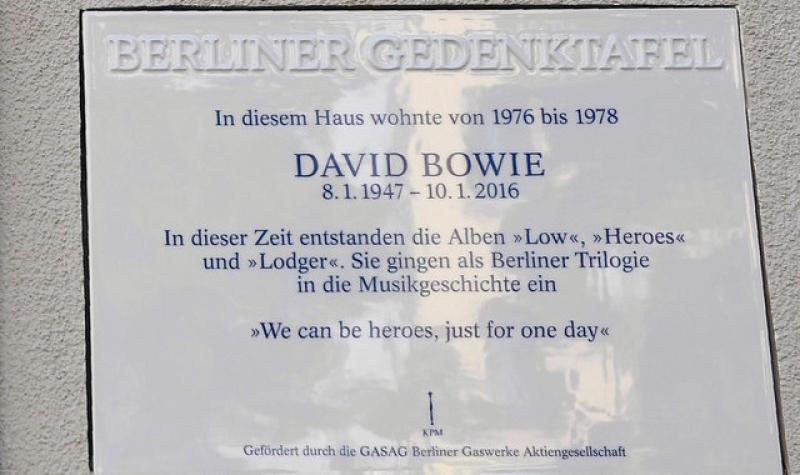 BERLINER GEDENKTAFEL
In diesem Haus wohnte von 1976 bis 1978
DAVID BOWIE
8. 1. 1947 – 10. 1. 2016
In dieser Zeit entstanden die Alben »Low«, »Heroes«
und »Lodger«. Sie gingen als Berliner Trilogie
in die Musikgeschichte ein
»We can be heroes, just for one day«
KPM
Gefördert durch die GASAG Berliner Gaswerke Aktiengesellschaft